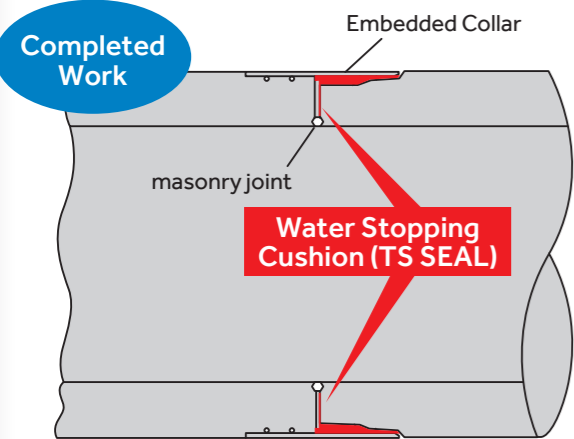 Completed
Work
Embedded Collar
masonry joint
Water Stopping
Cushion (TS SEAL)